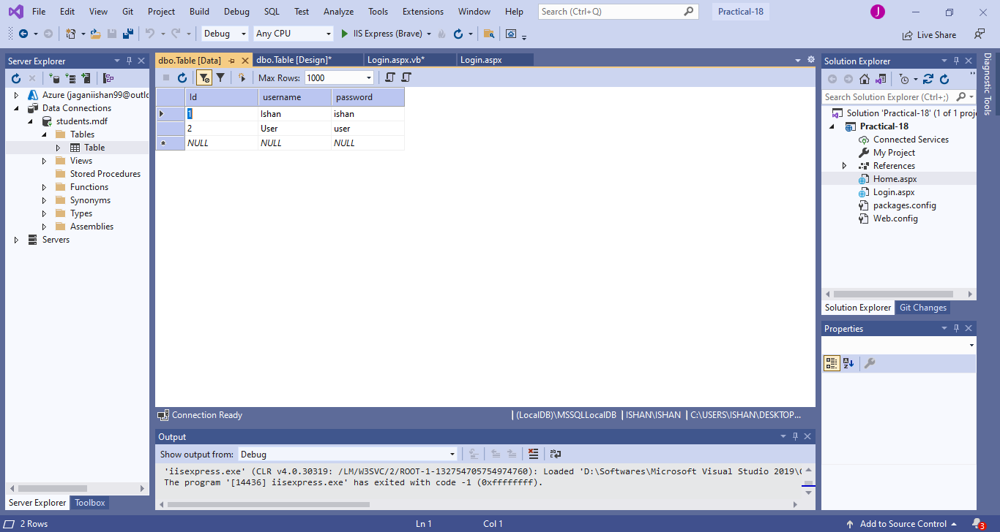 File Edit View Git Project Build Debug SQL Test Analyze Tools Extensions Window Help Search (Ctrl+Q) Practical-18 J
Debug Any CPU IIS Express (Brave) Live Share
Server Explorer
Azure (jaganiishan99@outlo
Data Connections
students.mdf
Tables
Table
Views
Stored Procedures
Functions
Synonyms
Types
Assemblies
Servers
Server Explorer Toolbox
dbo.Table [Data] dbo.Table [Design]* Login.aspx.vb* Login.aspx
Max Rows: 1000
Id username password
1 Ishan ishan
2 User user
NULL NULL NULL
Connection Ready | (LocalDB)\MSSQLLocalDB | ISHAN\ISHAN | C:\USERS\ISHAN\DESKTOP...
Output
Show output from: Debug
'iisexpress.exe' (CLR v4.0.30319: /LM/W3SVC/2/ROOT-1-132754705754974760): Loaded 'D:\Softwares\Microsoft Visual Studio 2019\C
The program '[14436] iisexpress.exe' has exited with code -1 (0xffffffff).
Solution Explorer
Search Solution Explorer (Ctrl+;)
Solution 'Practical-18' (1 of 1 proje
Practical-18
Connected Services
My Project
References
Home.aspx
Login.aspx
packages.config
Web.config
Solution Explorer Git Changes
Properties
Diagnostic Tools
2 Rows Ln 1 Col 1 Add to Source Control 3